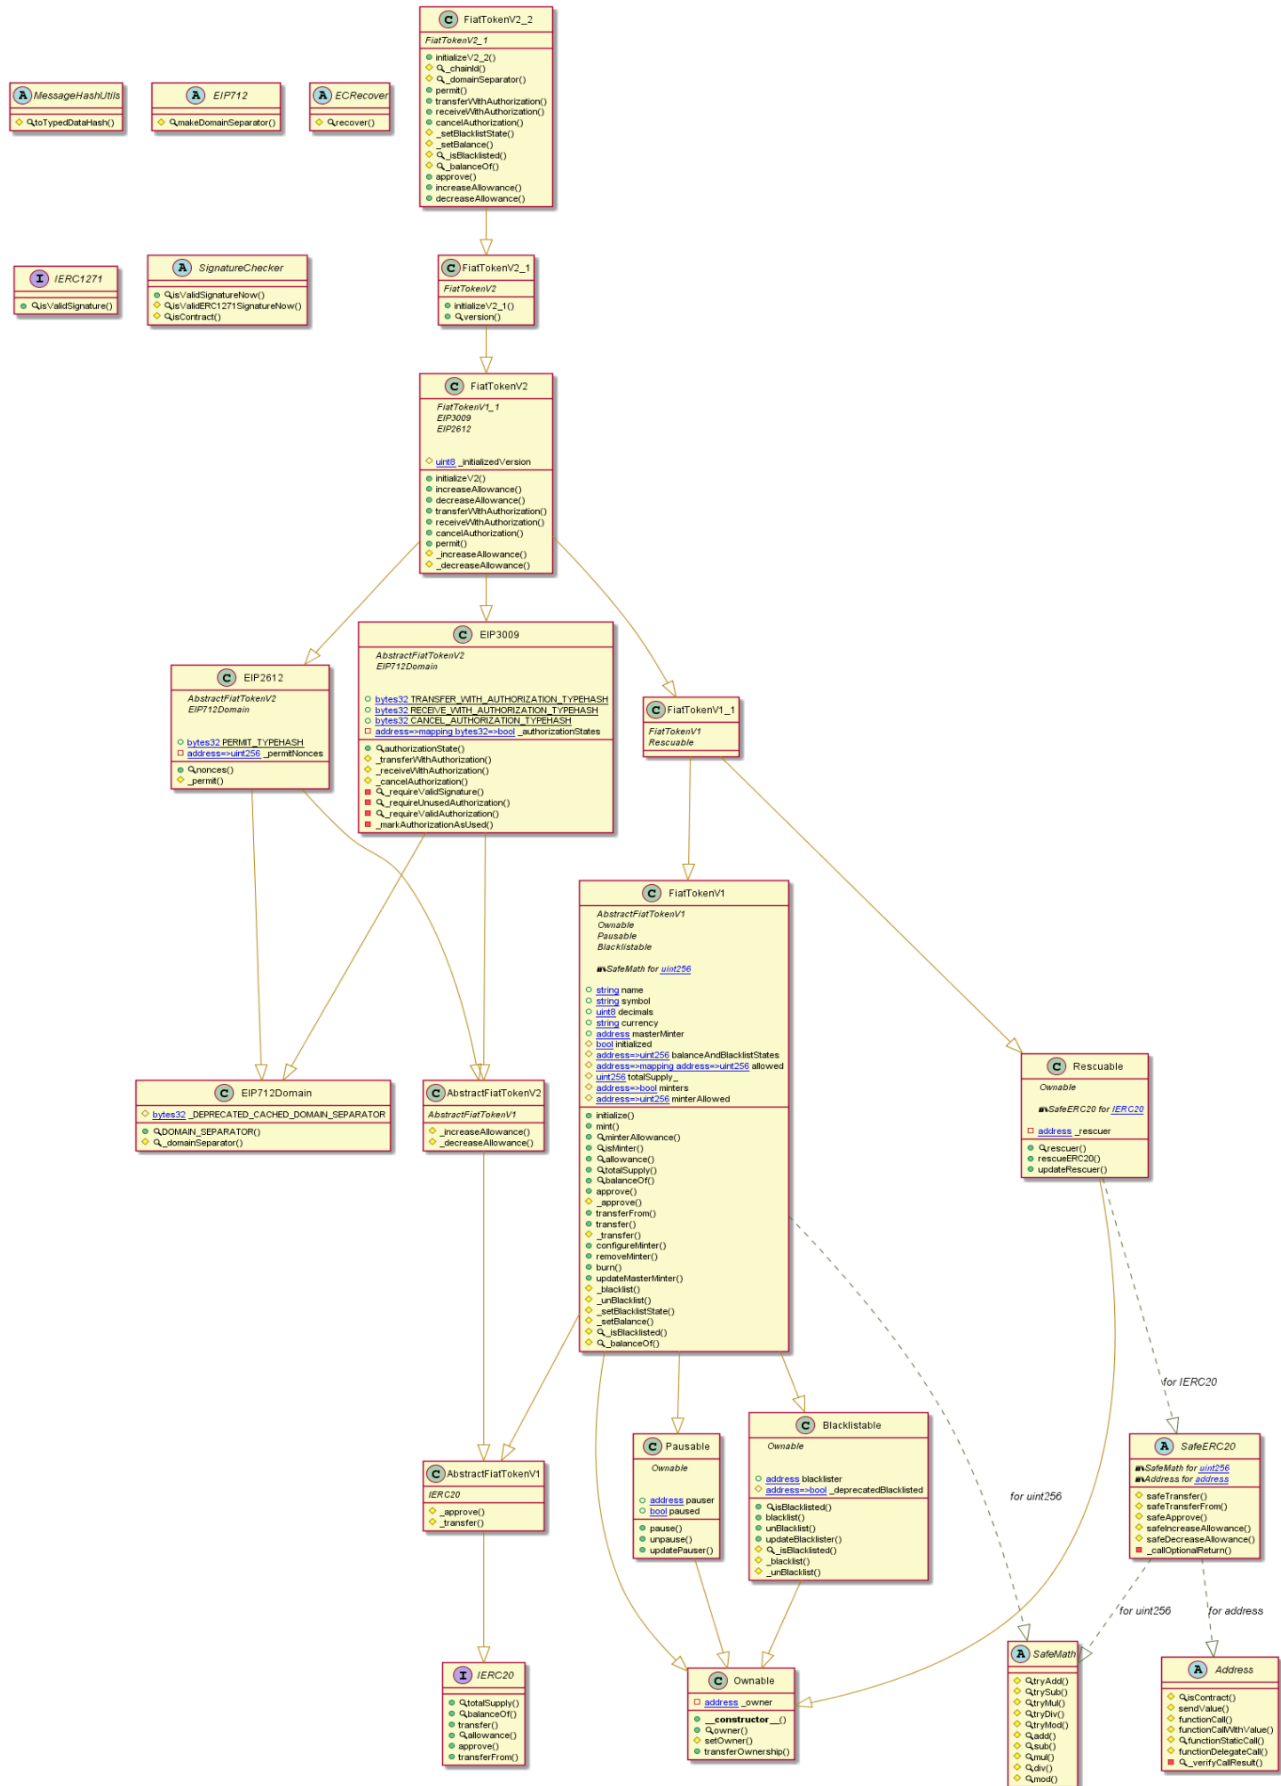 C FiatTokenV2_2
FiatTokenV2_1
initializeV2_2()
_chainId()
_domainSeparator()
permit()
transferWithAuthorization()
receiveWithAuthorization()
cancelAuthorization()
_setBlacklistState()
_setBalance()
_isBlacklisted()
_balanceOf()
approve()
increaseAllowance()
decreaseAllowance()
A MessageHashUtils
toTypedDataHash()
A EIP712
makeDomainSeparator()
A ECRecover
recover()
I IERC1271
isValidSignature()
A SignatureChecker
isValidSignatureNow()
isValidERC1271SignatureNow()
isContract()
C FiatTokenV2_1
FiatTokenV2
initializeV2_1()
version()
C FiatTokenV2
FiatTokenV1_1
EIP3009
EIP2612
uint8 _initializedVersion
initializeV2()
increaseAllowance()
decreaseAllowance()
transferWithAuthorization()
receiveWithAuthorization()
cancelAuthorization()
permit()
_increaseAllowance()
_decreaseAllowance()
C EIP2612
AbstractFiatTokenV2
EIP712Domain
bytes32 PERMIT_TYPEHASH
address=>uint256 _permitNonces
nonces()
_permit()
C EIP3009
AbstractFiatTokenV2
EIP712Domain
bytes32 TRANSFER_WITH_AUTHORIZATION_TYPEHASH
bytes32 RECEIVE_WITH_AUTHORIZATION_TYPEHASH
bytes32 CANCEL_AUTHORIZATION_TYPEHASH
address=>mapping bytes32=>bool _authorizationStates
authorizationState()
_transferWithAuthorization()
_receiveWithAuthorization()
_cancelAuthorization()
_requireValidSignature()
_requireUnusedAuthorization()
_requireValidAuthorization()
_markAuthorizationAsUsed()
C FiatTokenV1_1
FiatTokenV1
Rescuable
C FiatTokenV1
AbstractFiatTokenV1
Ownable
Pausable
Blacklistable
SafeMath for uint256
string name
string symbol
uint8 decimals
string currency
address masterMinter
bool initialized
address=>uint256 balanceAndBlacklistStates
address=>mapping address=>uint256 allowed
uint256 totalSupply_
address=>bool minters
address=>uint256 minterAllowed
initialize()
mint()
minterAllowance()
isMinter()
allowance()
totalSupply()
balanceOf()
approve()
_approve()
transferFrom()
transfer()
_transfer()
configureMinter()
removeMinter()
burn()
updateMasterMinter()
_blacklist()
_unBlacklist()
_setBlacklistState()
_setBalance()
_isBlacklisted()
_balanceOf()
C EIP712Domain
bytes32 _DEPRECATED_CACHED_DOMAIN_SEPARATOR
DOMAIN_SEPARATOR()
_domainSeparator()
C AbstractFiatTokenV2
AbstractFiatTokenV1
_increaseAllowance()
_decreaseAllowance()
C Rescuable
Ownable
SafeERC20 for IERC20
address _rescuer
rescuer()
rescueERC20()
updateRescuer()
for IERC20
for uint256
C AbstractFiatTokenV1
IERC20
_approve()
_transfer()
C Pausable
Ownable
address pauser
bool paused
pause()
unpause()
updatePauser()
C Blacklistable
Ownable
address blacklister
address=>bool _deprecatedBlacklisted
isBlacklisted()
blacklist()
unBlacklist()
updateBlacklister()
_isBlacklisted()
_blacklist()
_unBlacklist()
A SafeERC20
SafeMath for uint256
Address for address
safeTransfer()
safeTransferFrom()
safeApprove()
safeIncreaseAllowance()
safeDecreaseAllowance()
_callOptionalReturn()
for uint256
for address
I IERC20
totalSupply()
balanceOf()
transfer()
allowance()
approve()
transferFrom()
C Ownable
address _owner
__constructor__()
owner()
setOwner()
transferOwnership()
A SafeMath
tryAdd()
trySub()
tryMul()
tryDiv()
tryMod()
add()
sub()
mul()
div()
mod()
A Address
isContract()
sendValue()
functionCall()
functionCallWithValue()
functionStaticCall()
functionDelegateCall()
_verifyCallResult()